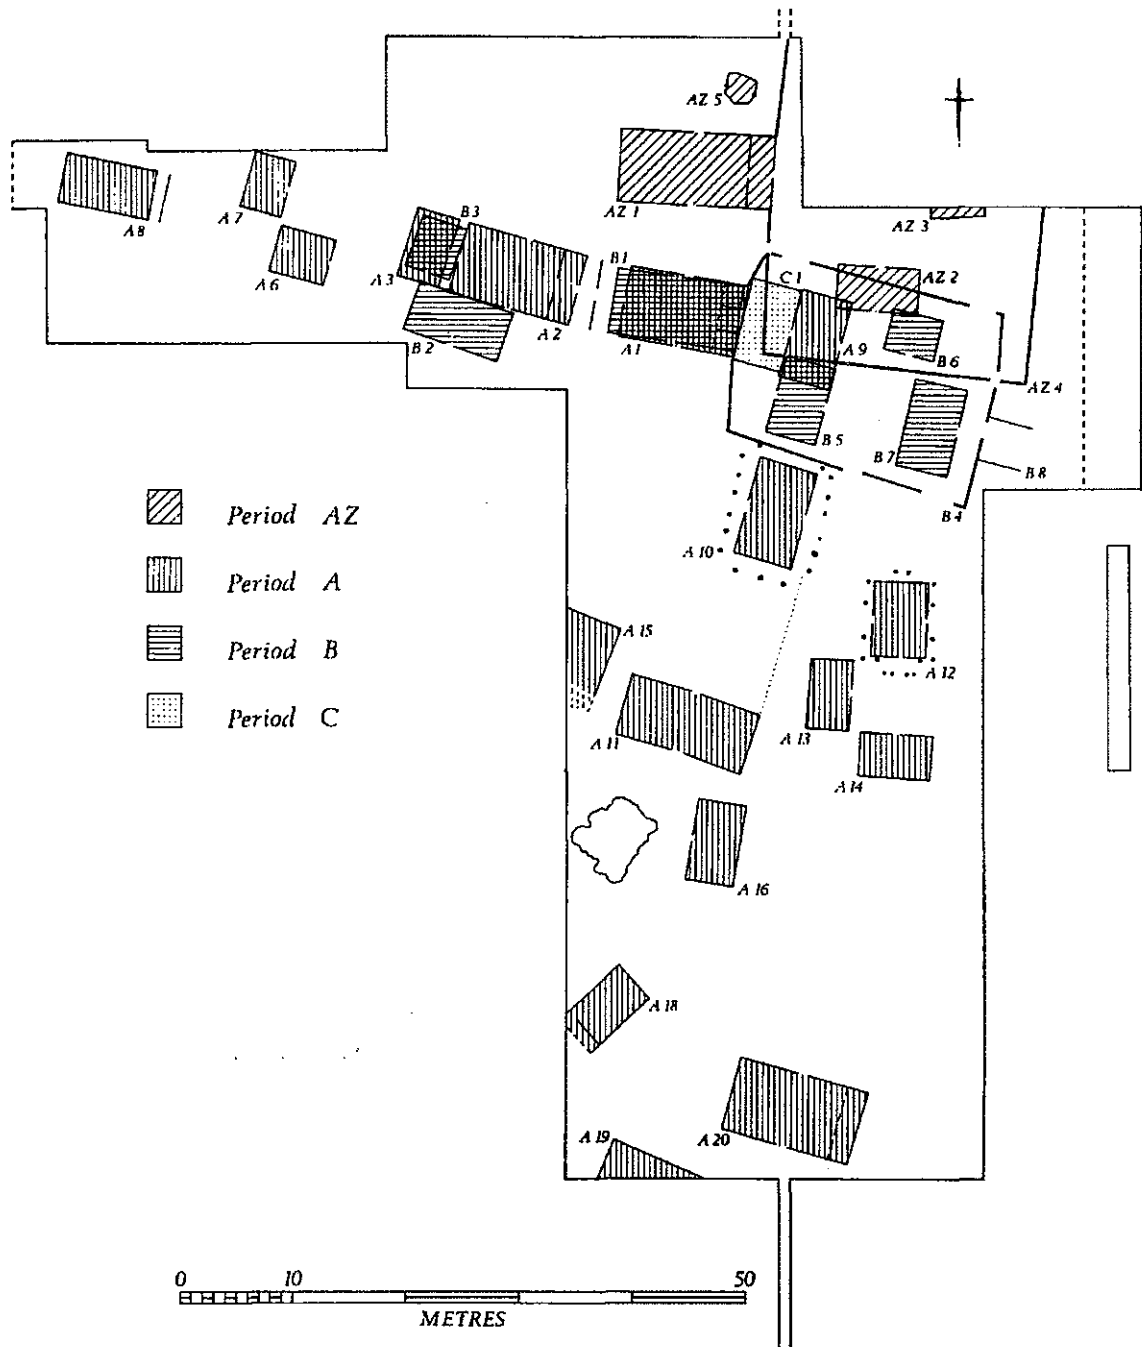 AZ 5
AZ 1
AZ 3
A 8
A 7
A 6
A 3
B 3
B 2
A 2
B 1
A 1
C 1
AZ 2
A 9
B 6
AZ 4
B 5
B 7
B 8
B 4
A 10
A 12
A 15
A 11
A 13
A 14
A 16
A 18
A 19
A 20
Period AZ
Period A
Period B
Period C
0 10 50
METRES